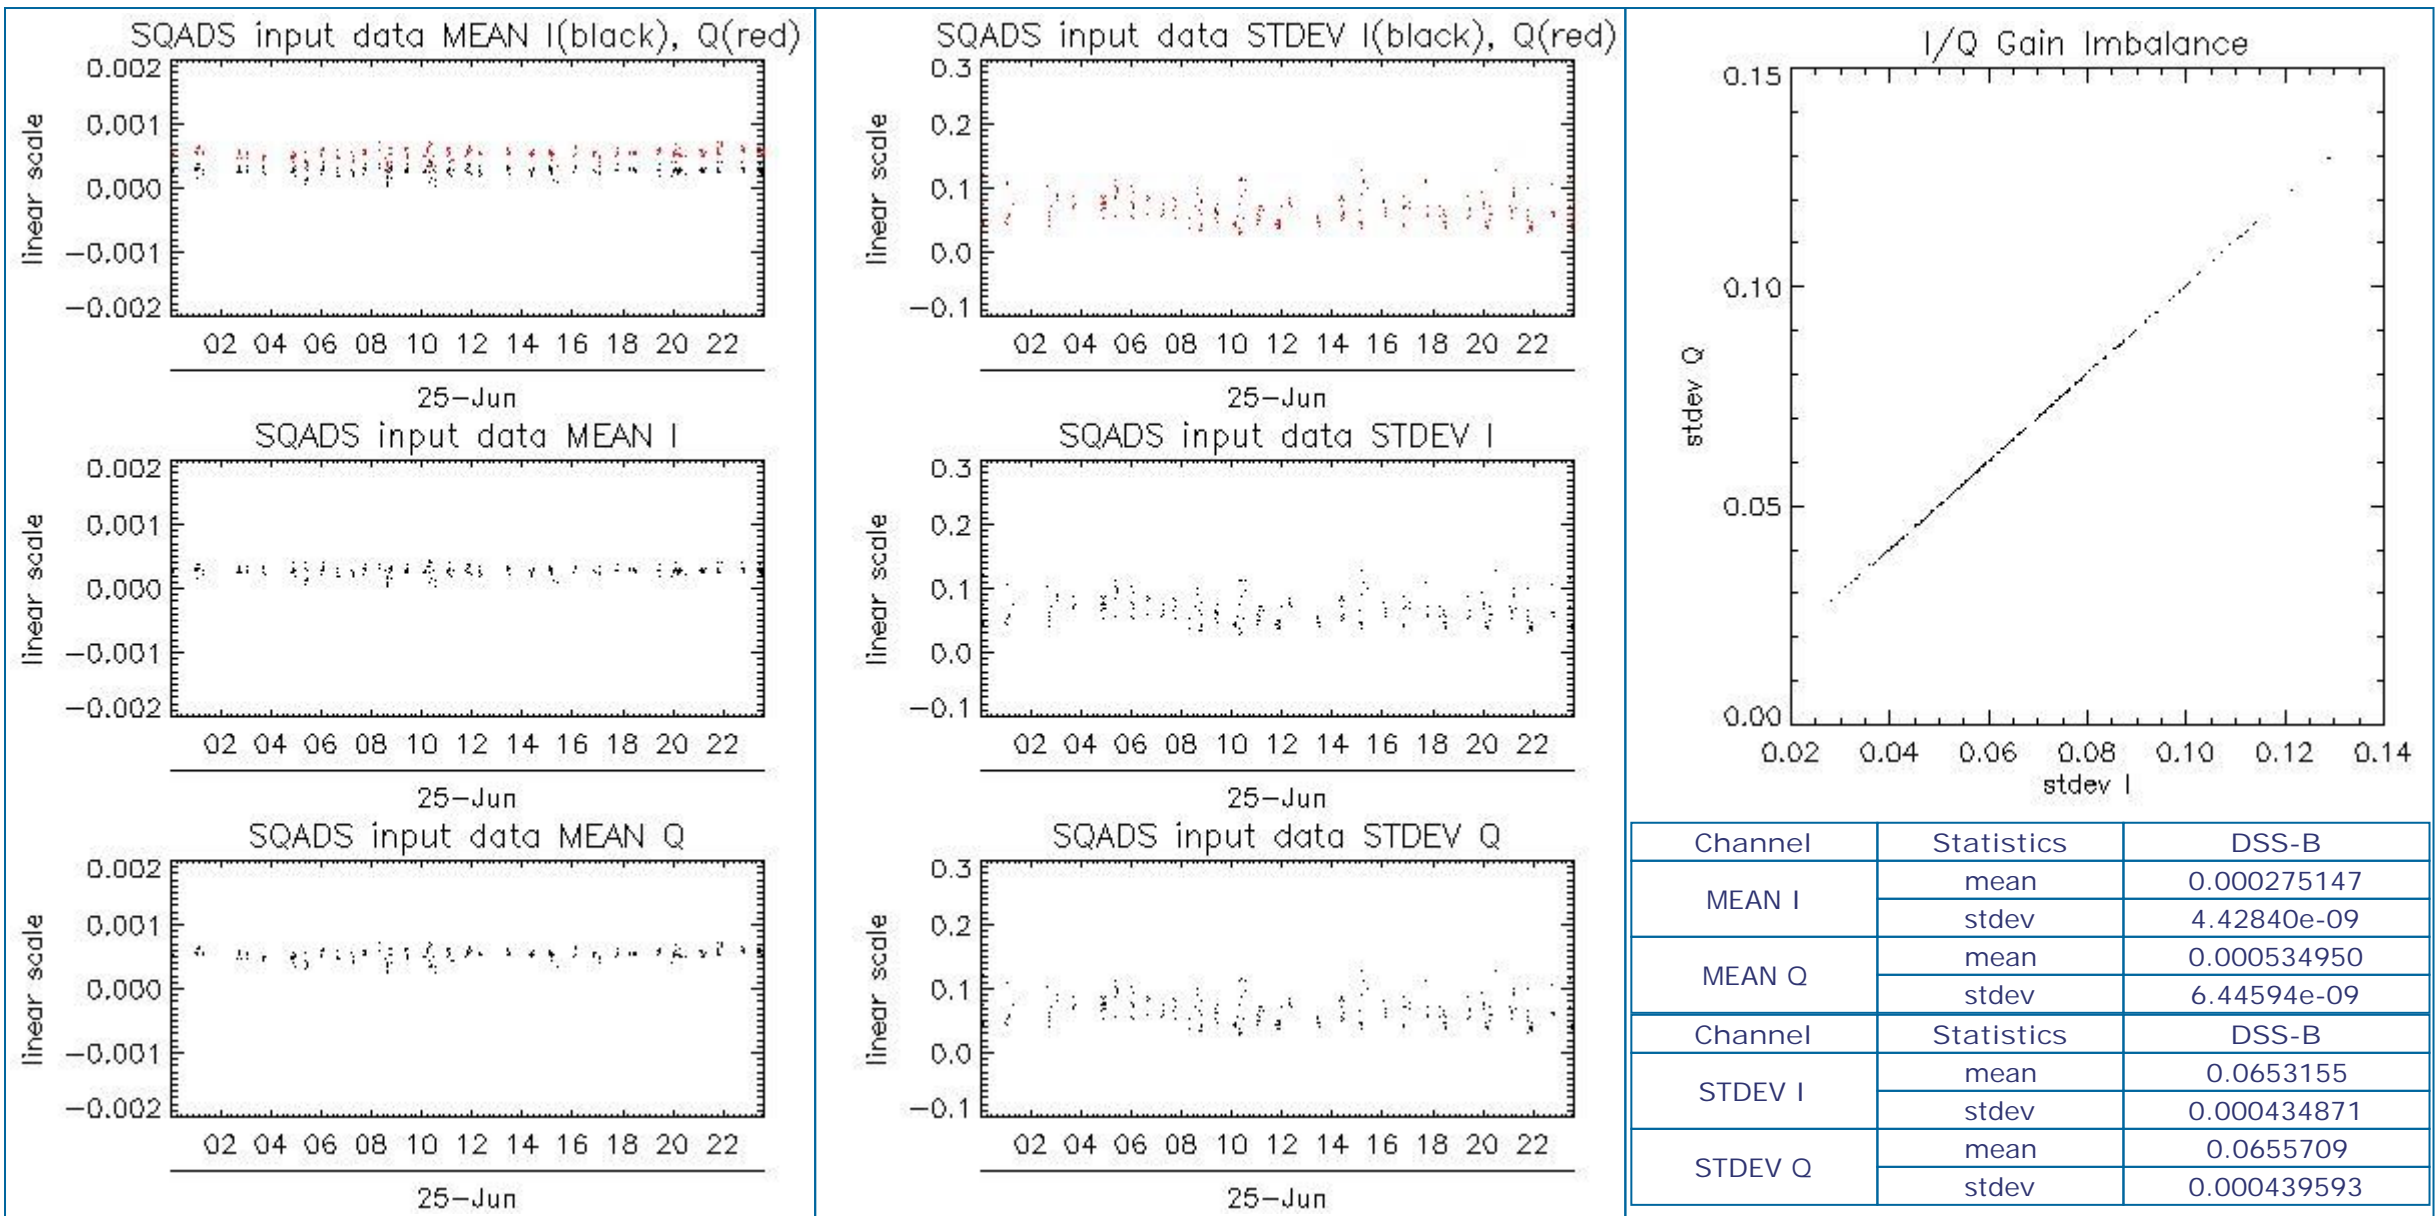 SQADS input data MEAN I(black), Q(red)
0.002
0.001
0.000
−0.001
−0.002
linear scale
02 04 06 08 10 12 14 16 18 20 22
25−Jun
SQADS input data MEAN I
0.002
0.001
0.000
−0.001
−0.002
linear scale
02 04 06 08 10 12 14 16 18 20 22
25−Jun
SQADS input data MEAN Q
0.002
0.001
0.000
−0.001
−0.002
linear scale
02 04 06 08 10 12 14 16 18 20 22
25−Jun
SQADS input data STDEV I(black), Q(red)
0.3
0.2
0.1
0.0
−0.1
linear scale
02 04 06 08 10 12 14 16 18 20 22
25−Jun
SQADS input data STDEV I
0.3
0.2
0.1
0.0
−0.1
linear scale
02 04 06 08 10 12 14 16 18 20 22
25−Jun
SQADS input data STDEV Q
0.3
0.2
0.1
0.0
−0.1
linear scale
02 04 06 08 10 12 14 16 18 20 22
25−Jun
I/Q Gain Imbalance
0.15
0.10
0.05
0.00
stdev Q
0.02 0.04 0.06 0.08 0.10 0.12 0.14
stdev I
Channel Statistics DSS-B
MEAN I mean 0.000275147
stdev 4.42840e-09
MEAN Q mean 0.000534950
stdev 6.44594e-09
Channel Statistics DSS-B
STDEV I mean 0.0653155
stdev 0.000434871
STDEV Q mean 0.0655709
stdev 0.000439593